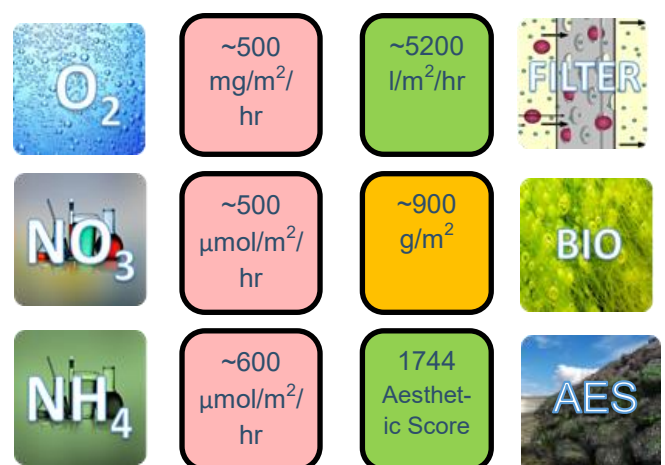 O2
~500
mg/m2/
hr
~5200
l/m2/hr
FILTER
NO3
~500
µmol/m2/
hr
~900
g/m2
BIO
NH4
~600
µmol/m2/
hr
1744
Aesthet-
ic Score
AES